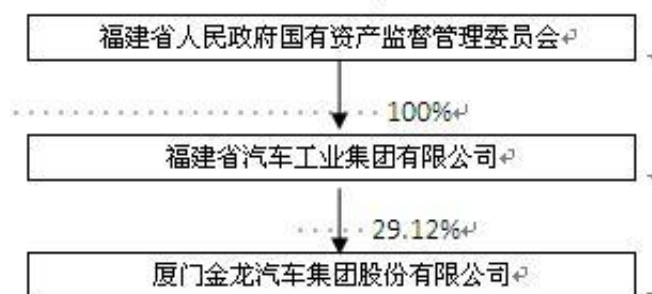 福建省人民政府国有资产监督管理委员会
100%
福建省汽车工业集团有限公司
29.12%
厦门金龙汽车集团股份有限公司